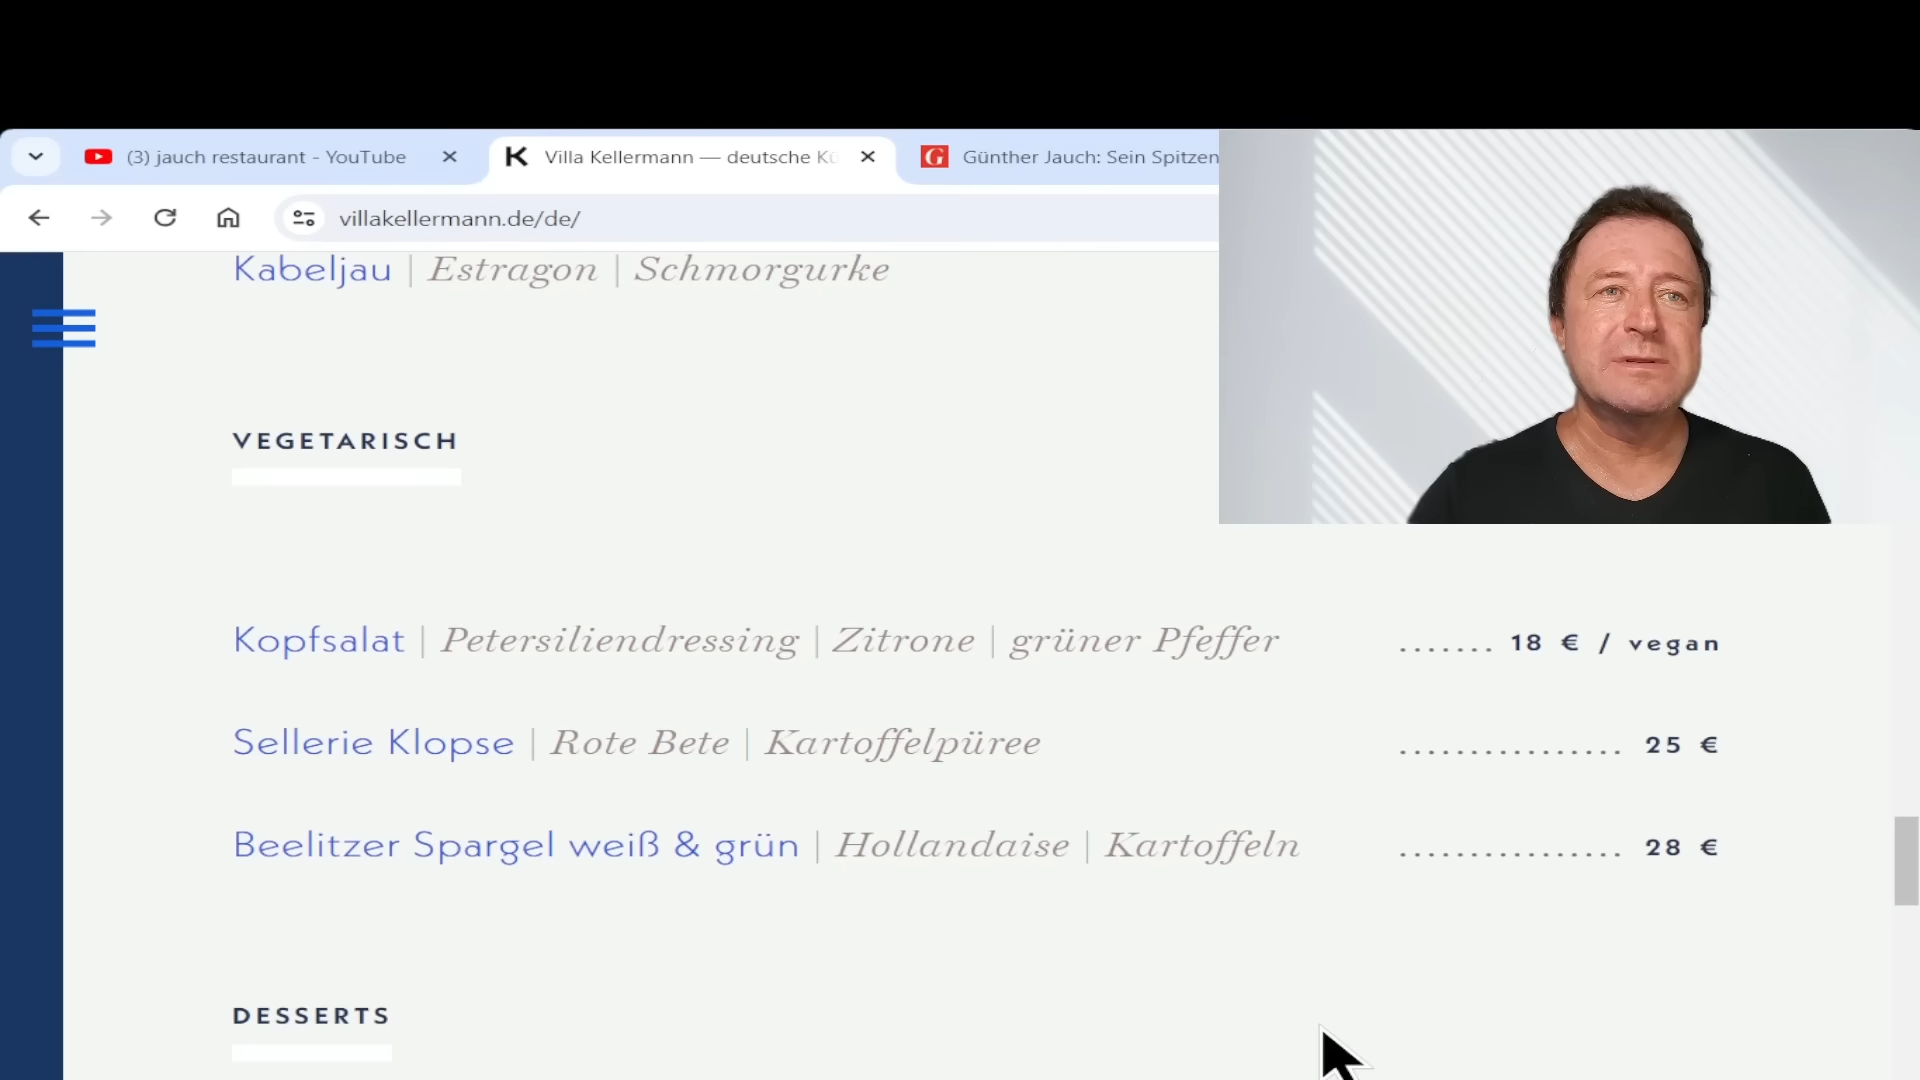 (3) jauch restaurant - YouTube
Villa Kellermann — deutsche Kü
Günther Jauch: Sein Spitzen
villakellermann.de/de/
Kabeljau | Estragon | Schmorgurke
VEGETARISCH
Kopfsalat | Petersiliendressing | Zitrone | grüner Pfeffer ....... 18 € / vegan
Sellerie Klopse | Rote Bete | Kartoffelpüree ................ 25 €
Beelitzer Spargel weiß & grün | Hollandaise | Kartoffeln ................ 28 €
DESSERTS